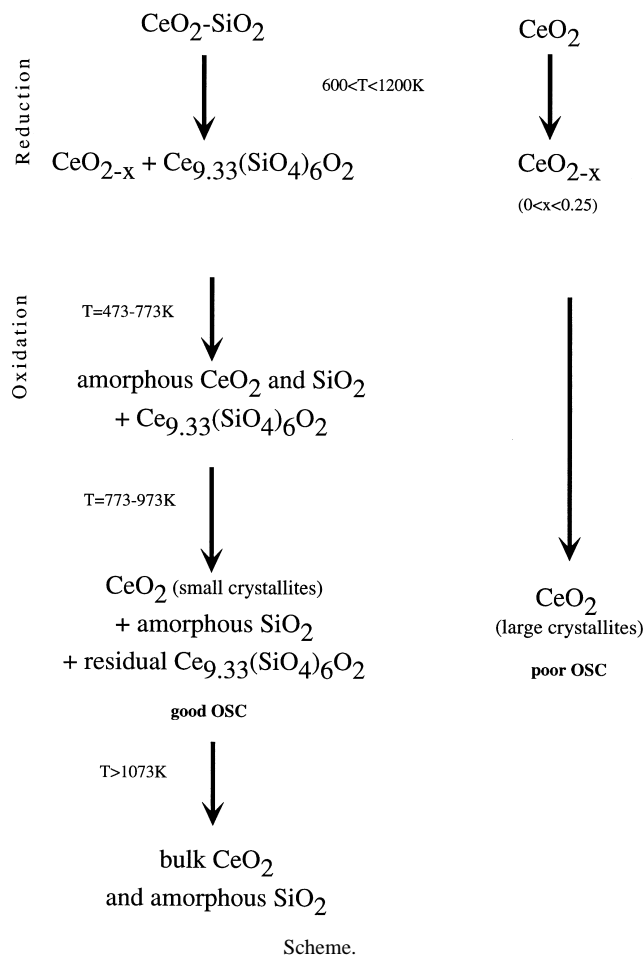 CeO2-SiO2
CeO2
Reduction
600<T<1200K
CeO2-x + Ce9.33(SiO4)6O2
CeO2-x
(0<x<0.25)
Oxidation
T=473-773K
amorphous CeO2 and SiO2
+ Ce9.33(SiO4)6O2
T=773-973K
CeO2 (small crystallites)
+ amorphous SiO2
+ residual Ce9.33(SiO4)6O2
good OSC
CeO2
(large crystallites)
poor OSC
T>1073K
bulk CeO2
and amorphous SiO2
Scheme.